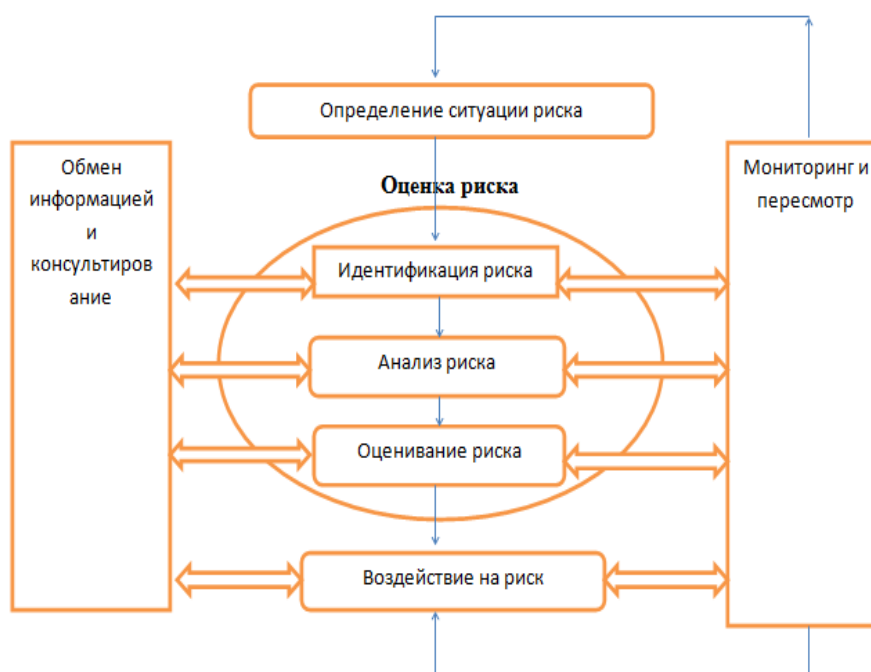 Определение ситуации риска
Обмен
информацией
и
консультиров
ание
Мониторинг и
пересмотр
Оценка риска
Идентификация риска
Анализ риска
Оценивание риска
Воздействие на риск